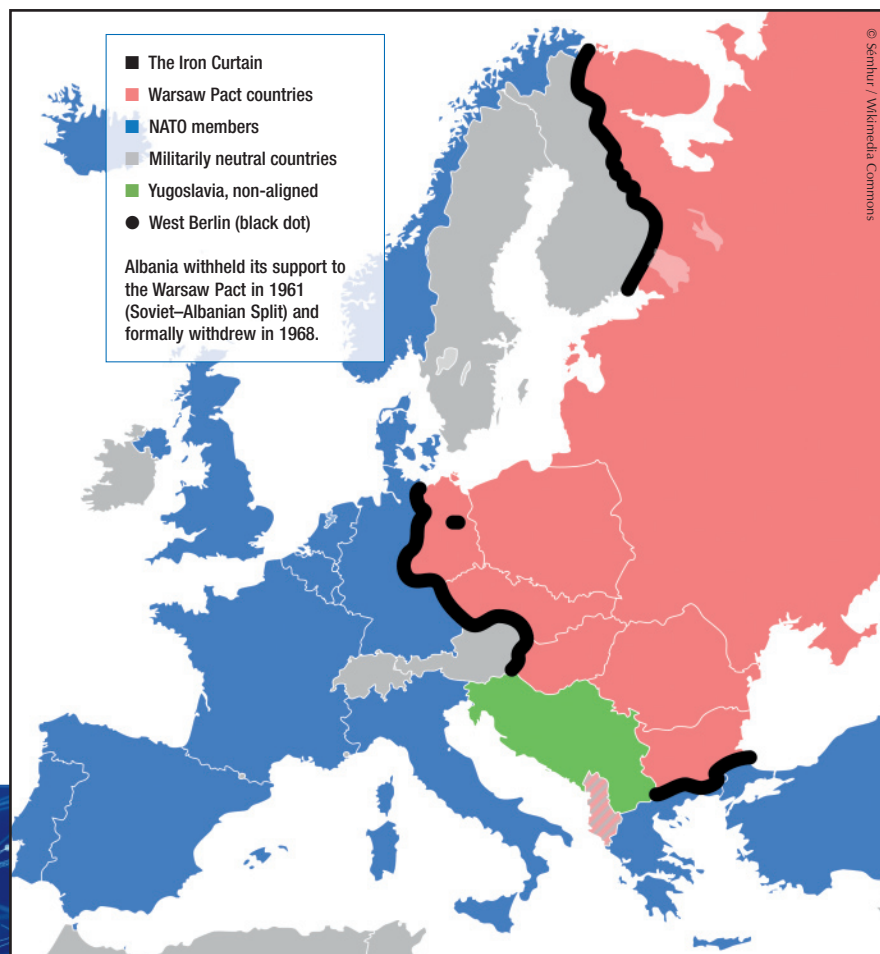 The Iron Curtain
Warsaw Pact countries
NATO members
Militarily neutral countries
Yugoslavia, non-aligned
West Berlin (black dot)
Albania withheld its support to
the Warsaw Pact in 1961
(Soviet–Albanian Split) and
formally withdrew in 1968.
© Sémhur / Wikimedia Commons